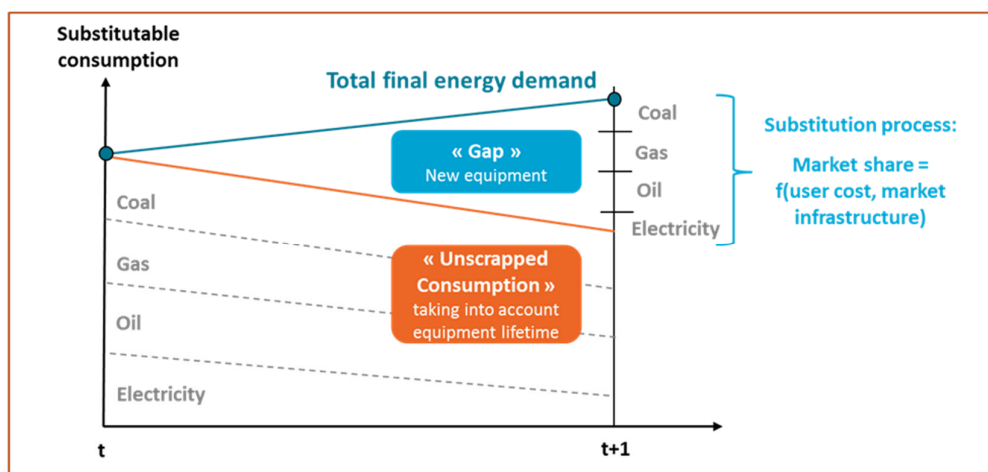 Substitutable
consumption
Total final energy demand
Coal
Gas
Oil
Electricity
Substitution process:
Market share =
f(user cost, market
infrastructure)
« Gap »
New equipment
Coal
Gas
Oil
Electricity
« Unscrapped
Consumption »
taking into account
equipment lifetime
t
t+1